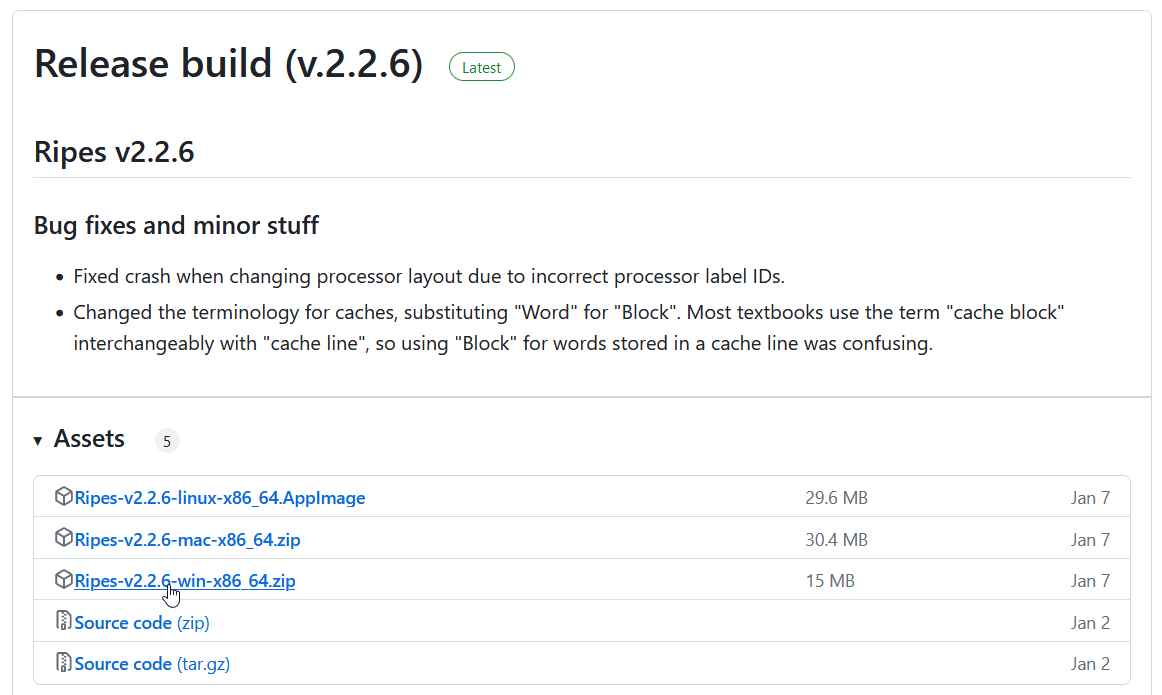 Release build (v.2.2.6) Latest
Ripes v2.2.6
Bug fixes and minor stuff
• Fixed crash when changing processor layout due to incorrect processor label IDs.
• Changed the terminology for caches, substituting "Word" for "Block". Most textbooks use the term "cache block"
interchangeably with "cache line", so using "Block" for words stored in a cache line was confusing.
▾ Assets 5
Ripes-v2.2.6-linux-x86_64.AppImage 29.6 MB Jan 7
Ripes-v2.2.6-mac-x86_64.zip 30.4 MB Jan 7
Ripes-v2.2.6-win-x86_64.zip 15 MB Jan 7
Source code (zip) Jan 2
Source code (tar.gz) Jan 2